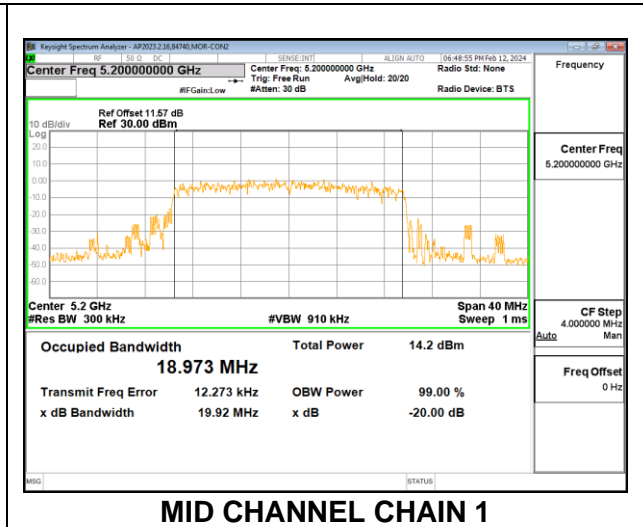 Keysight Spectrum Analyzer - AP2023.2.16,84740,MOR-CON2
RF 50 Ω DC SENSE:INT ALIGN AUTO 06:48:55 PM Feb 12, 2024
Center Freq 5.200000000 GHz Center Freq: 5.200000000 GHz Radio Std: None Frequency
Trig: Free Run Avg|Hold: 20/20
#IFGain:Low #Atten: 30 dB Radio Device: BTS
Ref Offset 11.57 dB
10 dB/div Ref 30.00 dBm
Log
20.0
10.0
0.00
-10.0
-20.0
-30.0
-40.0
-50.0
-60.0
Center Freq
5.200000000 GHz
Center 5.2 GHz Span 40 MHz
#Res BW 300 kHz #VBW 910 kHz Sweep 1 ms
CF Step
4.000000 MHz
Auto Man
Occupied Bandwidth Total Power 14.2 dBm
18.973 MHz
Transmit Freq Error 12.273 kHz OBW Power 99.00 %
x dB Bandwidth 19.92 MHz x dB -20.00 dB
Freq Offset
0 Hz
MSG STATUS
MID CHANNEL CHAIN 1